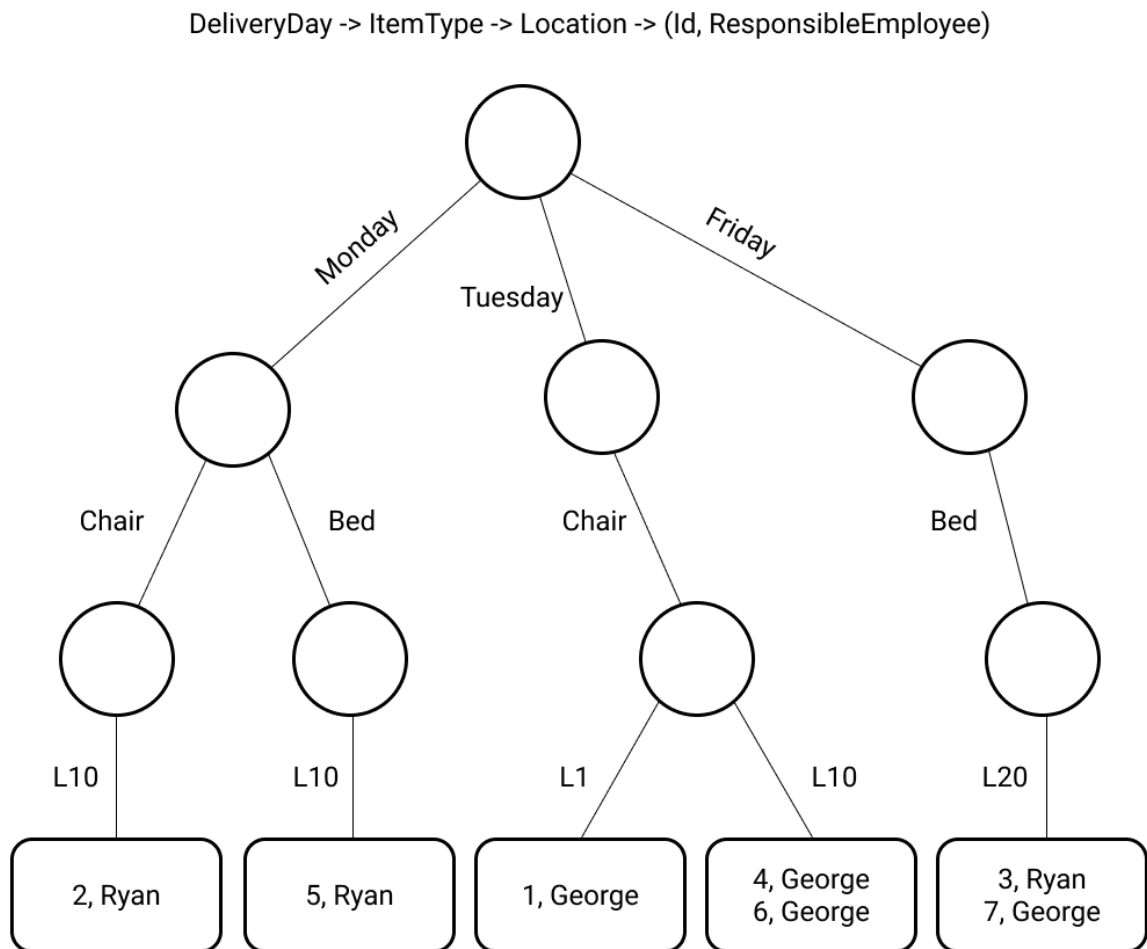 DeliveryDay -> ItemType -> Location -> (Id, ResponsibleEmployee)
Monday
Tuesday
Friday
Chair
Bed
Chair
Bed
L10
L10
L1
L10
L20
2, Ryan
5, Ryan
1, George
4, George
6, George
3, Ryan
7, George